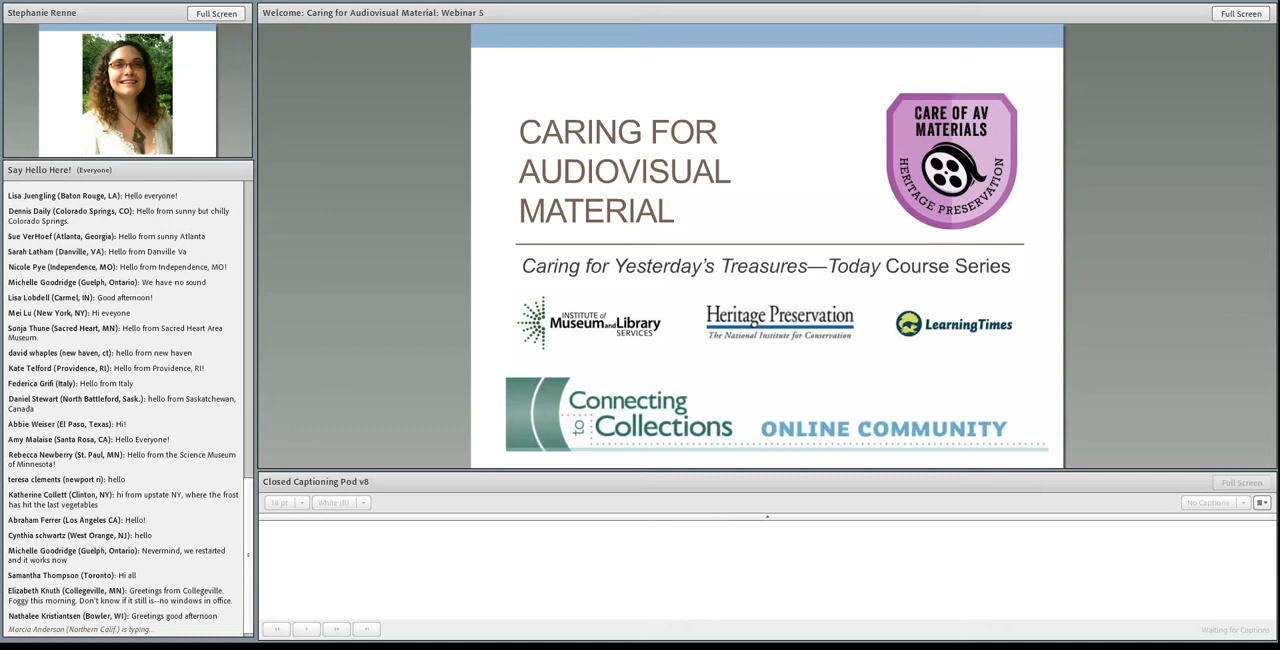 Stephanie Renne
Full Screen
Say Hello Here! (Everyone)
Lisa Juengling (Baton Rouge, LA): Hello everyone!
Dennis Daily (Colorado Springs, CO): Hello from sunny but chilly
Colorado Springs.
Sue VerHoef (Atlanta, Georgia): Hello from sunny Atlanta
Sarah Latham (Danville, VA): Hello from Danville Va
Nicole Pye (Independence, MO): Hello from Independence, MO!
Michelle Goodridge (Guelph, Ontario): We have no sound
Lisa Lobdell (Carmel, IN): Good afternoon!
Mei Lu (New York, NY): Hi eveyone
Sonja Thune (Sacred Heart, MN): Hello from Sacred Heart Area
Museum.
david whaples (new haven, ct): hello from new haven
Kate Telford (Providence, RI): Hello from Providence, RI!
Federica Grifi (Italy): Hello from Italy
Daniel Stewart (North Battleford, Sask.): hello from Saskatchewan,
Canada
Abbie Weiser (El Paso, Texas): Hi!
Amy Malaise (Santa Rosa, CA): Hello Everyone!
Rebecca Newberry (St. Paul, MN): Hello from the Science Museum
of Minnesota!
teresa clements (newport ri): hello
Katherine Collett (Clinton, NY): hi from upstate NY, where the frost
has hit the last vegetables
Abraham Ferrer (Los Angeles CA): Hello!
Cynthia schwartz (West Orange, NJ): hello
Michelle Goodridge (Guelph, Ontario): Nevermind, we restarted
and it works now
Samantha Thompson (Toronto): Hi all
Elizabeth Knuth (Collegeville, MN): Greetings from Collegeville.
Foggy this morning. Don't know if it still is--no windows in office.
Nathalee Kristiantsen (Bowler, WI): Greetings good afternoon
Marcia Anderson (Northern Calif.) is typing...
Welcome: Caring for Audiovisual Material: Webinar 5
Full Screen
CARING FOR
AUDIOVISUAL
MATERIAL
CARE OF AV
MATERIALS
HERITAGE PRESERVATION
Caring for Yesterday's Treasures—Today Course Series
INSTITUTE of
Museum and Library
SERVICES
Heritage Preservation
The National Institute for Conservation
LearningTimes
Connecting
to Collections
ONLINE COMMUNITY
Closed Captioning Pod v8
Full Screen
18 pt
White (B)
No Captions
Waiting for Captions